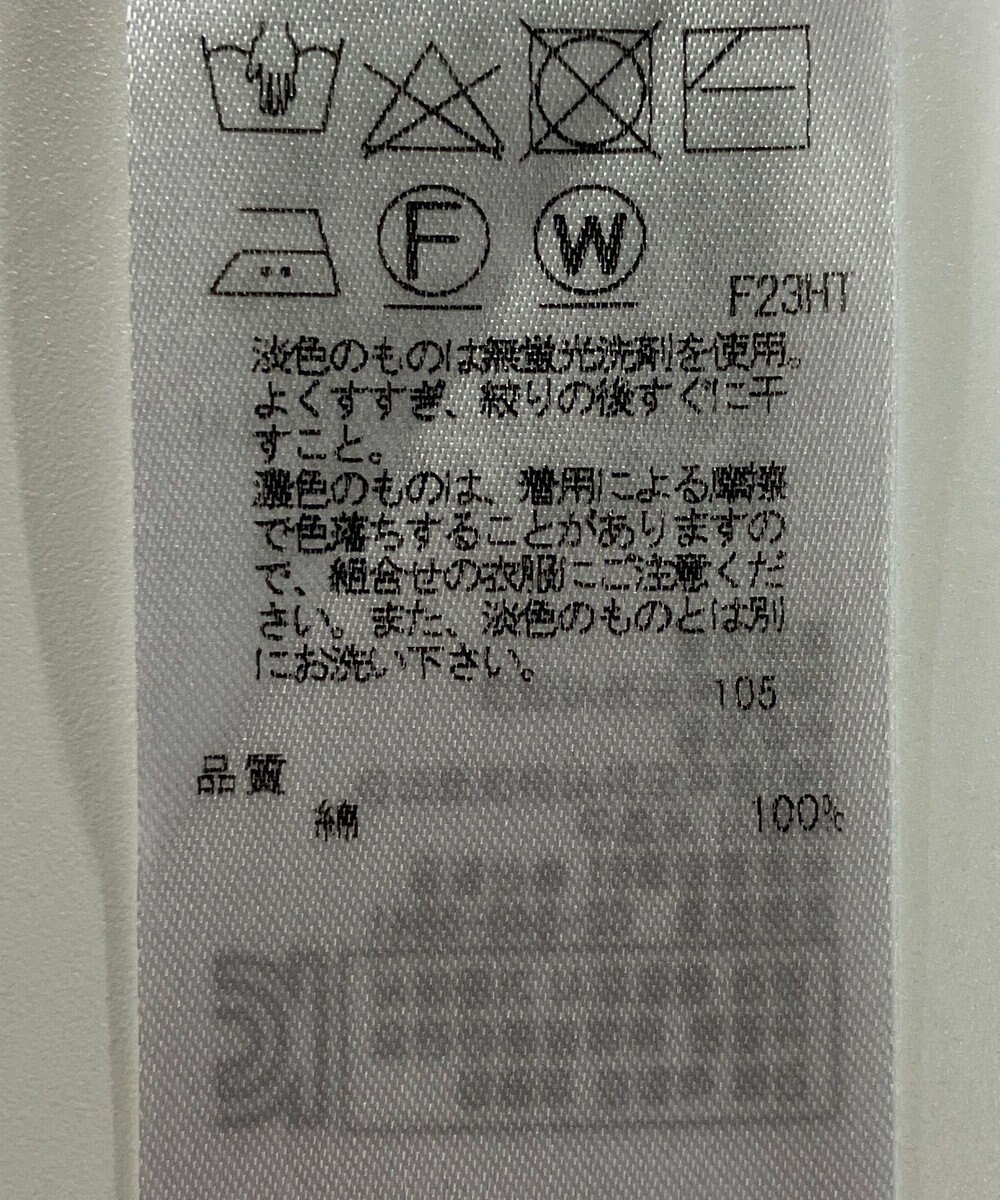 F
W
F23HT
淡色のものは無蛍光洗剤を使用。
よくすすぎ、絞りの後すぐに干
すこと。
濃色のものは、着用による摩擦
で色落ちすることがありますの
で、組合せの衣服にご注意くだ
さい。また、淡色のものとは別
にお洗い下さい。
105
品質
綿 100%